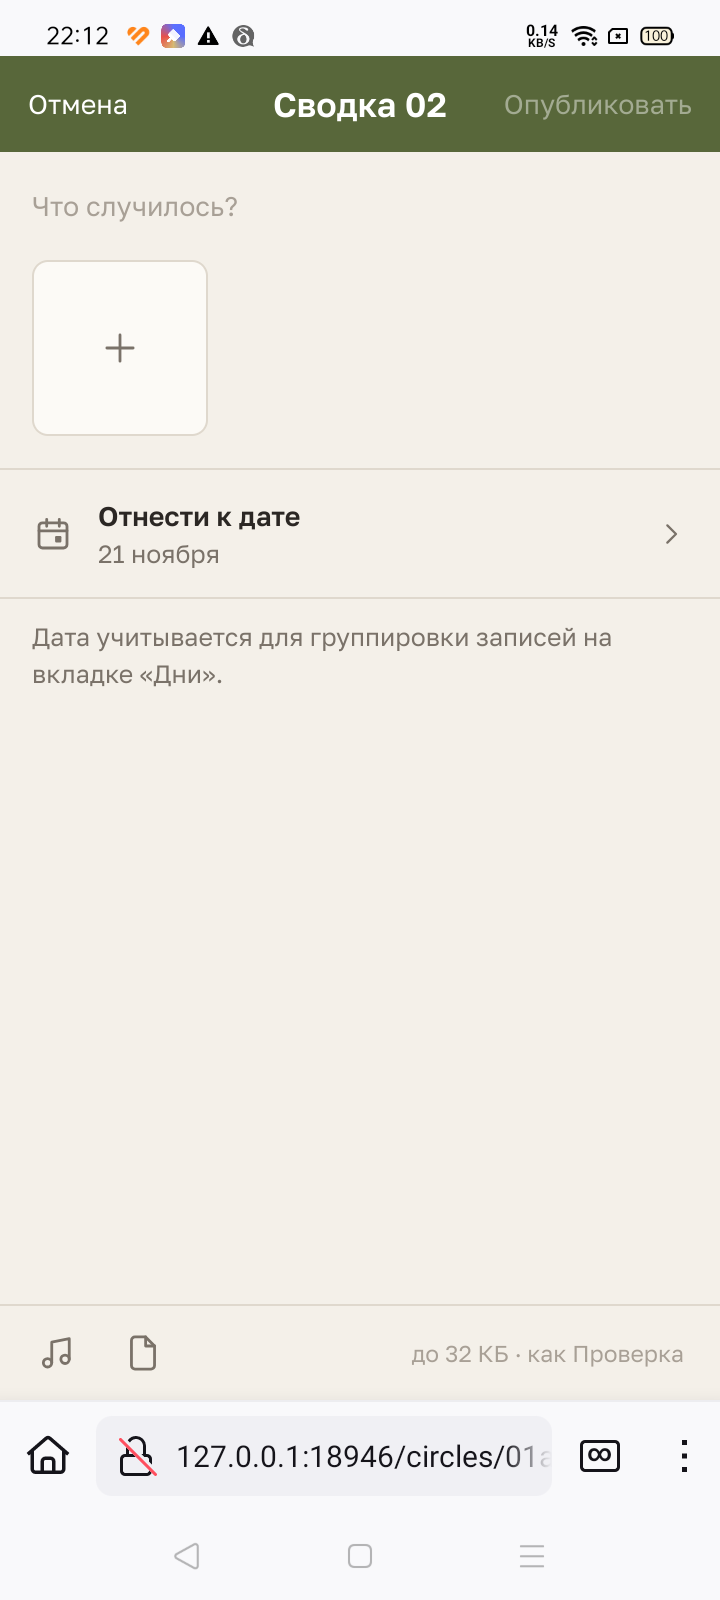 22:12
0.14
KB/S
100
Отмена
Сводка 02
Опубликовать
Что случилось?
Отнести к дате
21 ноября
Дата учитывается для группировки записей на
вкладке «Дни».
до 32 КБ · как Проверка
127.0.0.1:18946/circles/01a